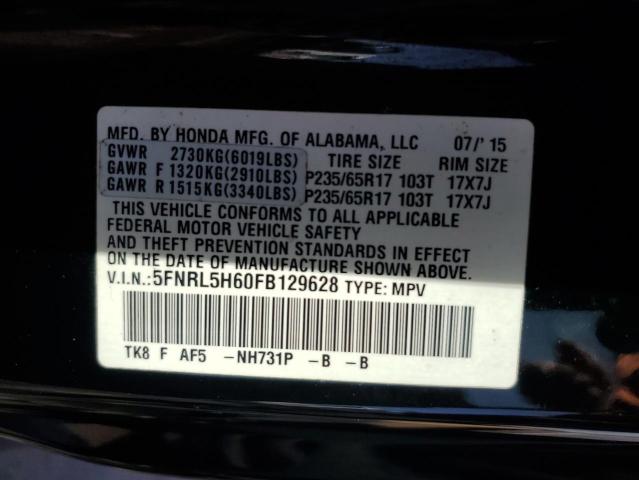 MFD. BY HONDA MFG. OF ALABAMA, LLC 07/'15
GVWR 2730KG(6019LBS) TIRE SIZE RIM SIZE
GAWR F 1320KG(2910LBS) P235/65R17 103T 17X7J
GAWR R 1515KG(3340LBS) P235/65R17 103T 17X7J
THIS VEHICLE CONFORMS TO ALL APPLICABLE
FEDERAL MOTOR VEHICLE SAFETY
AND THEFT PREVENTION STANDARDS IN EFFECT
ON THE DATE OF MANUFACTURE SHOWN ABOVE.
V.I.N.:5FNRL5H60FB129628 TYPE: MPV
TK8 F AF5 -NH731P -B -B